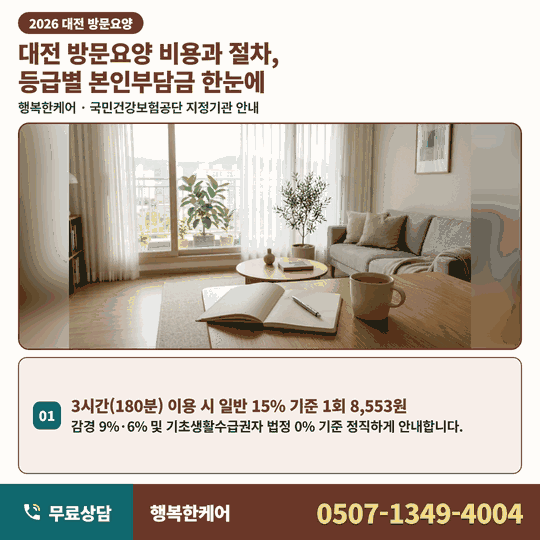 2026 대전 방문요양
대전 방문요양 비용과 절차,
등급별 본인부담금 한눈에
행복한케어 · 국민건강보험공단 지정기관 안내
01
3시간(180분) 이용 시 일반 15% 기준 1회 8,553원
감경 9%·6% 및 기초생활수급권자 법정 0% 기준 정직하게 안내합니다.
무료상담
행복한케어
0507-1349-4004